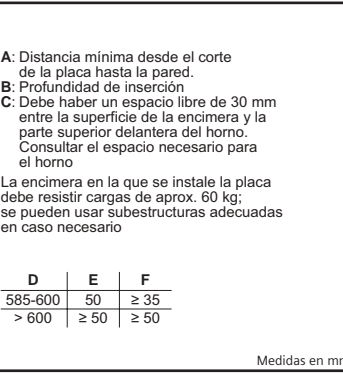 A: Distancia mínima desde el corte
de la placa hasta la pared.
B: Profundidad de inserción
C: Debe haber un espacio libre de 30 mm
entre la superficie de la encimera y la
parte superior delantera del horno.
Consultar el espacio necesario para
el horno
La encimera en la que se instale la placa
debe resistir cargas de aprox. 60 kg;
se pueden usar subestructuras adecuadas
en caso necesario
D E F
585-600 50 ≥ 35
> 600 ≥ 50 ≥ 50
Medidas en mm